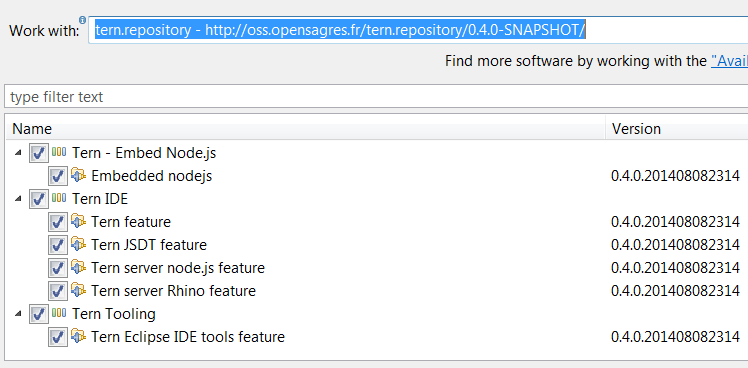 Work with: tern.repository - http://oss.opensagres.fr/tern.repository/0.4.0-SNAPSHOT/
Find more software by working with the "Avail
type filter text
Name Version
Tern - Embed Node.js
Embedded nodejs 0.4.0.201408082314
Tern IDE
Tern feature 0.4.0.201408082314
Tern JSDT feature 0.4.0.201408082314
Tern server node.js feature 0.4.0.201408082314
Tern server Rhino feature 0.4.0.201408082314
Tern Tooling
Tern Eclipse IDE tools feature 0.4.0.201408082314